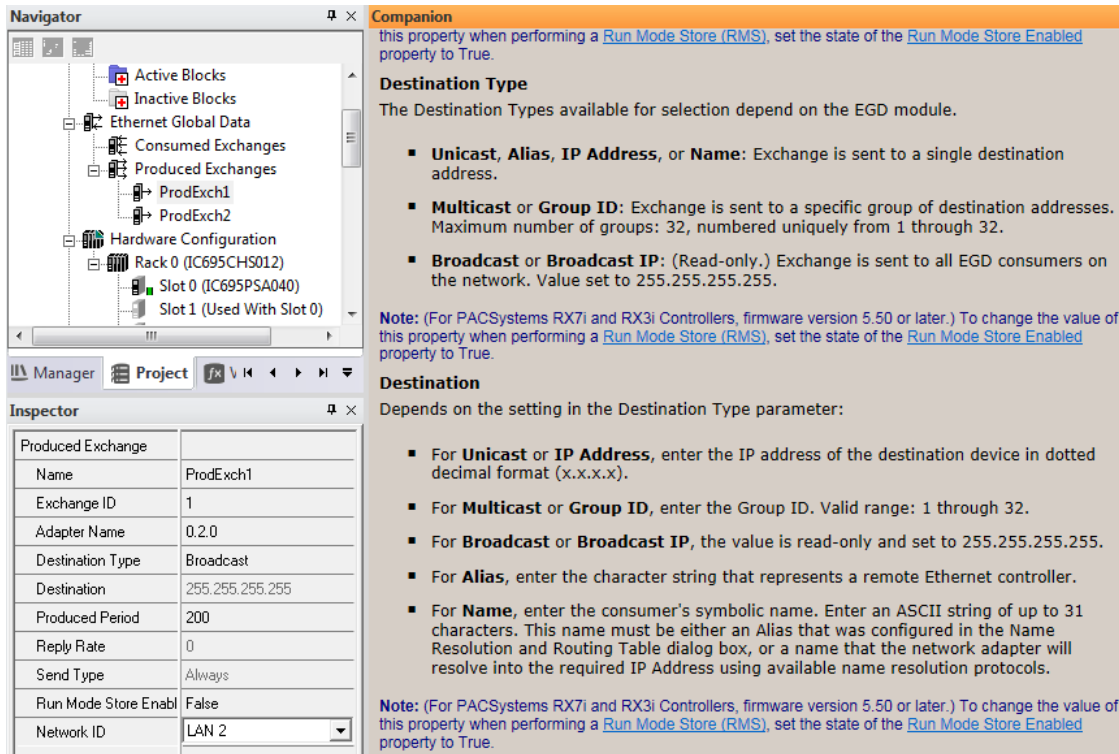 Navigator
Active Blocks
Inactive Blocks
Ethernet Global Data
Consumed Exchanges
Produced Exchanges
ProdExch1
ProdExch2
Hardware Configuration
Rack 0 (IC695CHS012)
Slot 0 (IC695PSA040)
Slot 1 (Used With Slot 0)
Manager
Project
Inspector
Produced Exchange
Name ProdExch1
Exchange ID 1
Adapter Name 0.2.0
Destination Type Broadcast
Destination 255.255.255.255
Produced Period 200
Reply Rate 0
Send Type Always
Run Mode Store Enabl False
Network ID LAN 2
Companion
this property when performing a Run Mode Store (RMS), set the state of the Run Mode Store Enabled
property to True.
Destination Type
The Destination Types available for selection depend on the EGD module.
▪ Unicast, Alias, IP Address, or Name: Exchange is sent to a single destination
address.
▪ Multicast or Group ID: Exchange is sent to a specific group of destination addresses.
Maximum number of groups: 32, numbered uniquely from 1 through 32.
▪ Broadcast or Broadcast IP: (Read-only.) Exchange is sent to all EGD consumers on
the network. Value set to 255.255.255.255.
Note: (For PACSystems RX7i and RX3i Controllers, firmware version 5.50 or later.) To change the value of
this property when performing a Run Mode Store (RMS), set the state of the Run Mode Store Enabled
property to True.
Destination
Depends on the setting in the Destination Type parameter:
▪ For Unicast or IP Address, enter the IP address of the destination device in dotted
decimal format (x.x.x.x).
▪ For Multicast or Group ID, enter the Group ID. Valid range: 1 through 32.
▪ For Broadcast or Broadcast IP, the value is read-only and set to 255.255.255.255.
▪ For Alias, enter the character string that represents a remote Ethernet controller.
▪ For Name, enter the consumer's symbolic name. Enter an ASCII string of up to 31
characters. This name must be either an Alias that was configured in the Name
Resolution and Routing Table dialog box, or a name that the network adapter will
resolve into the required IP Address using available name resolution protocols.
Note: (For PACSystems RX7i and RX3i Controllers, firmware version 5.50 or later.) To change the value of
this property when performing a Run Mode Store (RMS), set the state of the Run Mode Store Enabled
property to True.